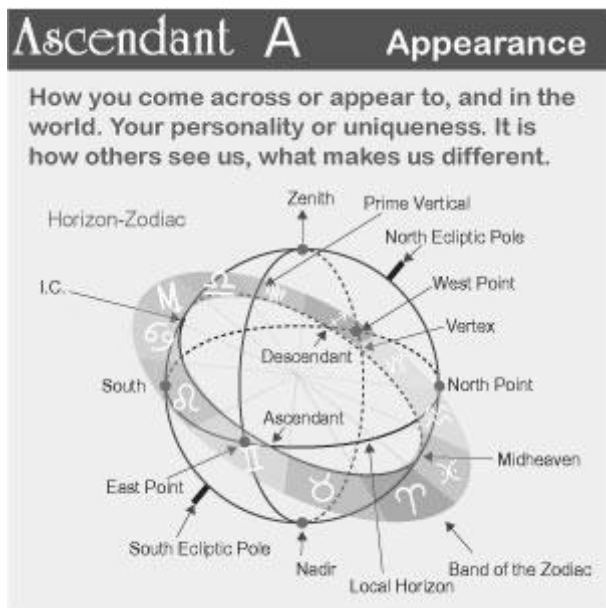 Ascendant A Appearance
How you come across or appear to, and in the
world. Your personality or uniqueness. It is
how others see us, what makes us different.
Zenith
Prime Vertical
Horizon-Zodiac
North Ecliptic Pole
I.C.
West Point
Vertex
Descendant
South
North Point
Ascendant
Midheaven
East Point
South Ecliptic Pole
Nadir
Band of the Zodiac
Local Horizon